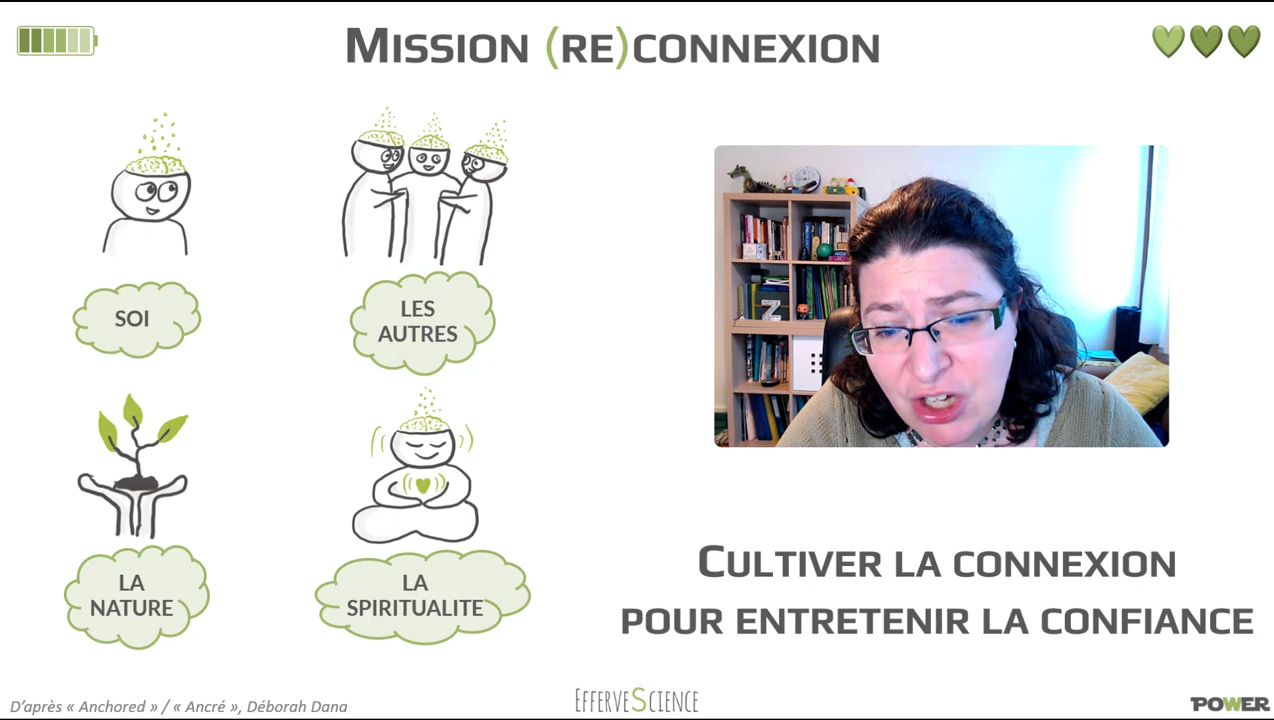 MISSION (RE)CONNEXION
SOI
LES
AUTRES
LA
NATURE
LA
SPIRITUALITE
Z
CULTIVER LA CONNEXION
POUR ENTRETENIR LA CONFIANCE
D'après « Anchored » / « Ancré », Déborah Dana
EFFERVESCIENCE
POWER